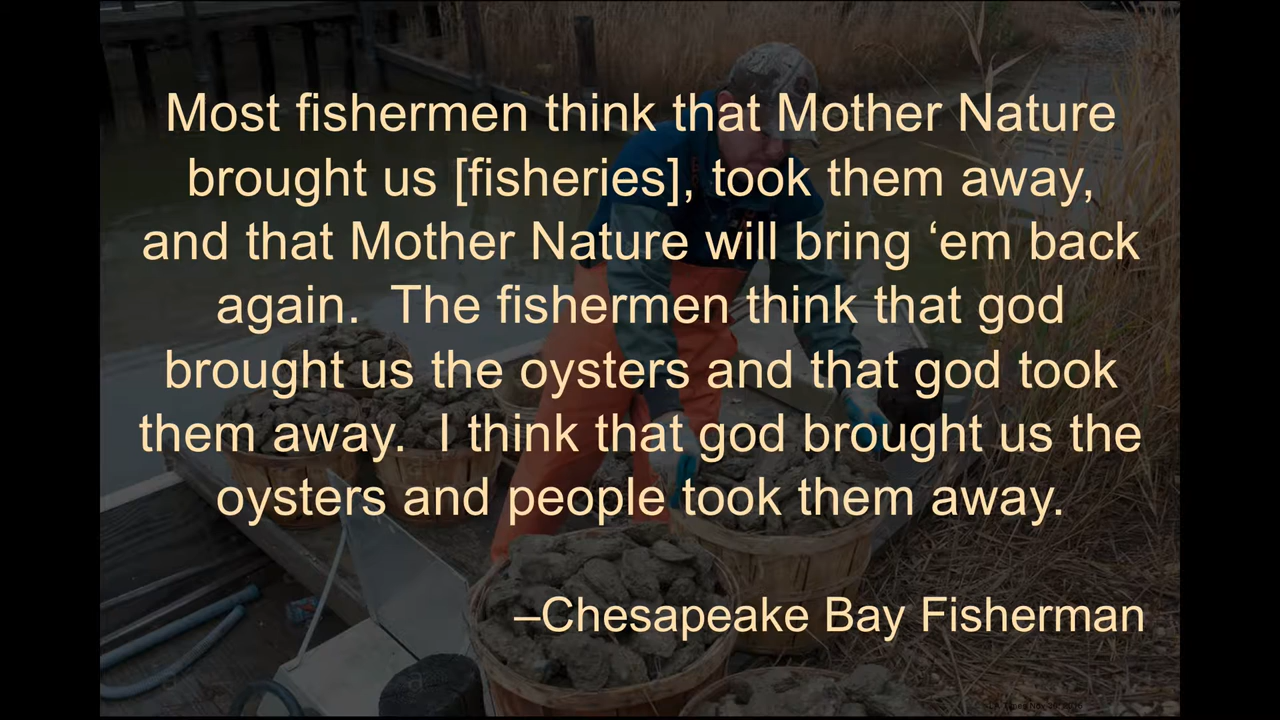 Most fishermen think that Mother Nature
brought us [fisheries], took them away,
and that Mother Nature will bring ‘em back
again.  The fishermen think that god
brought us the oysters and that god took
them away.  I think that god brought us the
oysters and people took them away.
–Chesapeake Bay Fisherman